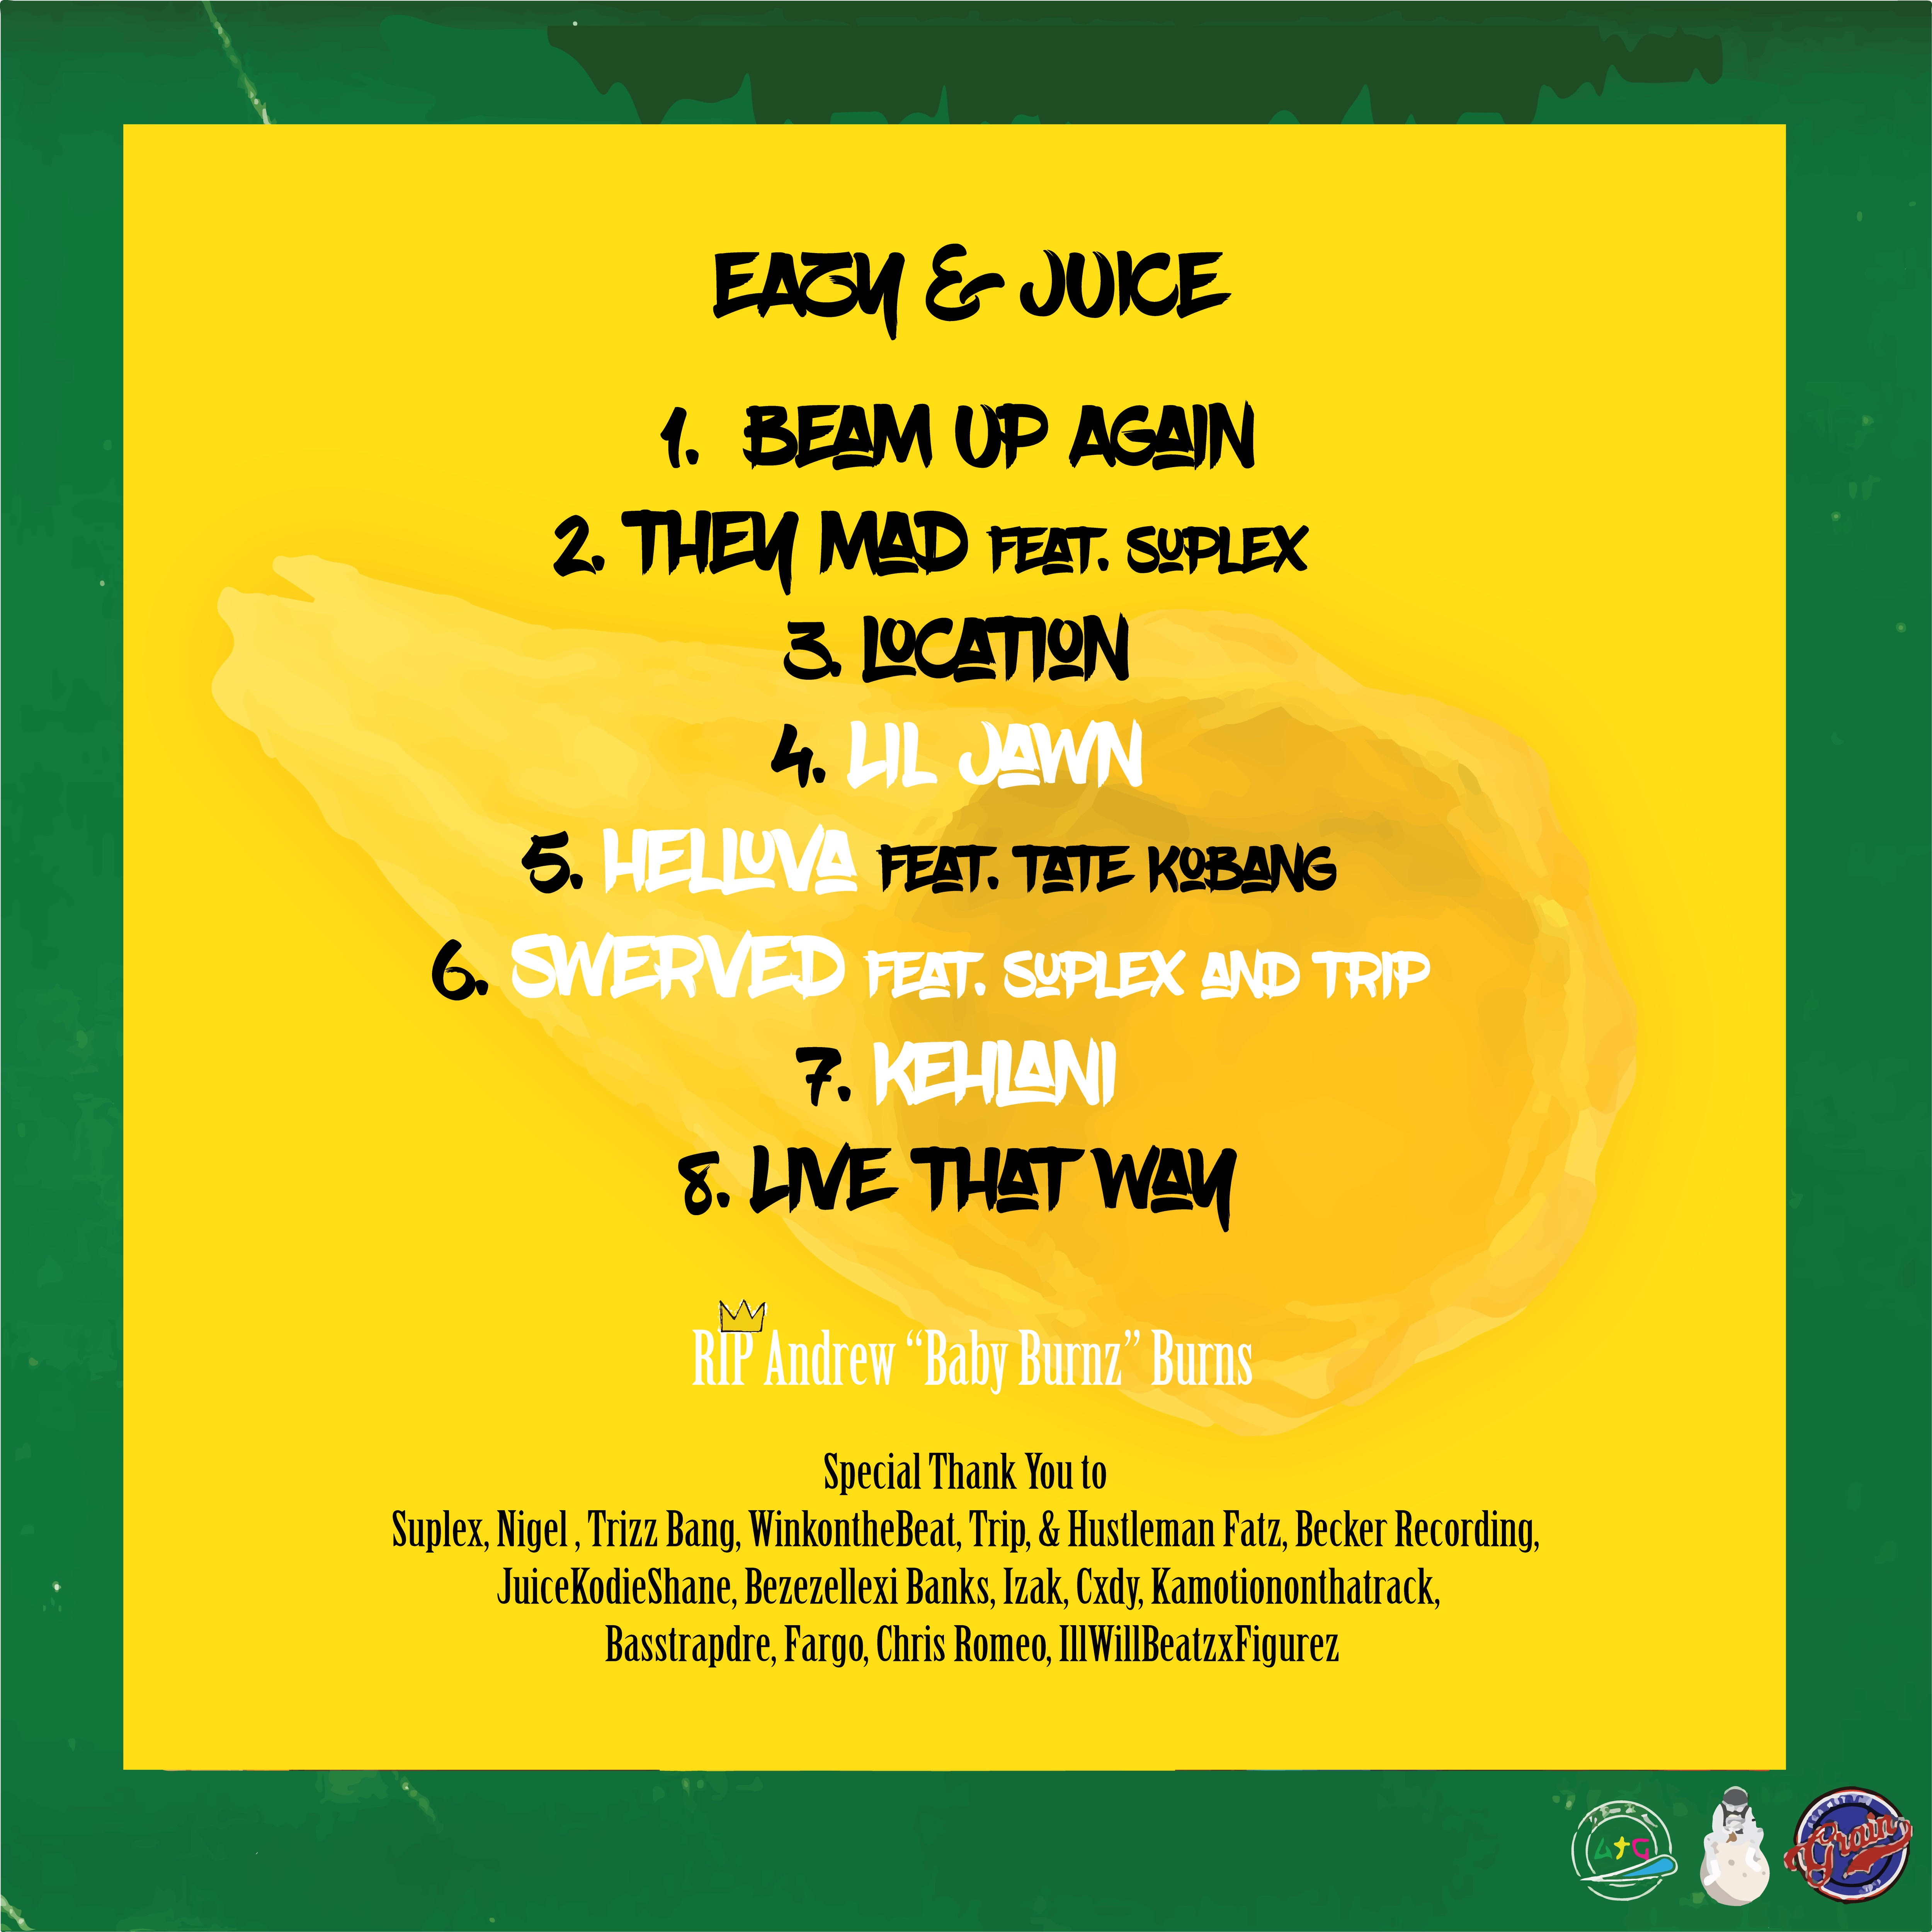 EAZY & JUICE
1. BEAM UP AGAIN
2. THEY MAD FEAT. SUPLEX
3. LOCATION
4. LIL JAWN
5. HELLUVA FEAT. TATE KOBANG
6. SWERVED FEAT. SUPLEX AND TRIP
7. KEHLANI
8. LIVE THAT WAY
RIP Andrew “Baby Burnz” Burns
Special Thank You to
Suplex, Nigel , Trizz Bang, WinkontheBeat, Trip, & Hustleman Fatz, Becker Recording,
JuiceKodieShane, Bezezellexi Banks, Izak, Cxdy, Kamotiononthatrack,
Basstrapdre, Fargo, Chris Romeo, IllWillBeatzxFigurez
Grain